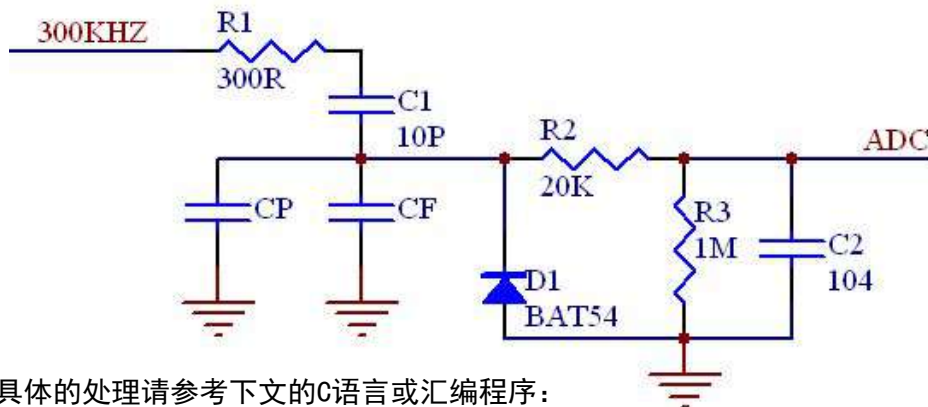 300KHZ
R1
300R
C1
10P
R2
20K
ADC
CP
CF
R3
1M
C2
104
D1
BAT54
具体的处理请参考下文的C语言或汇编程序：